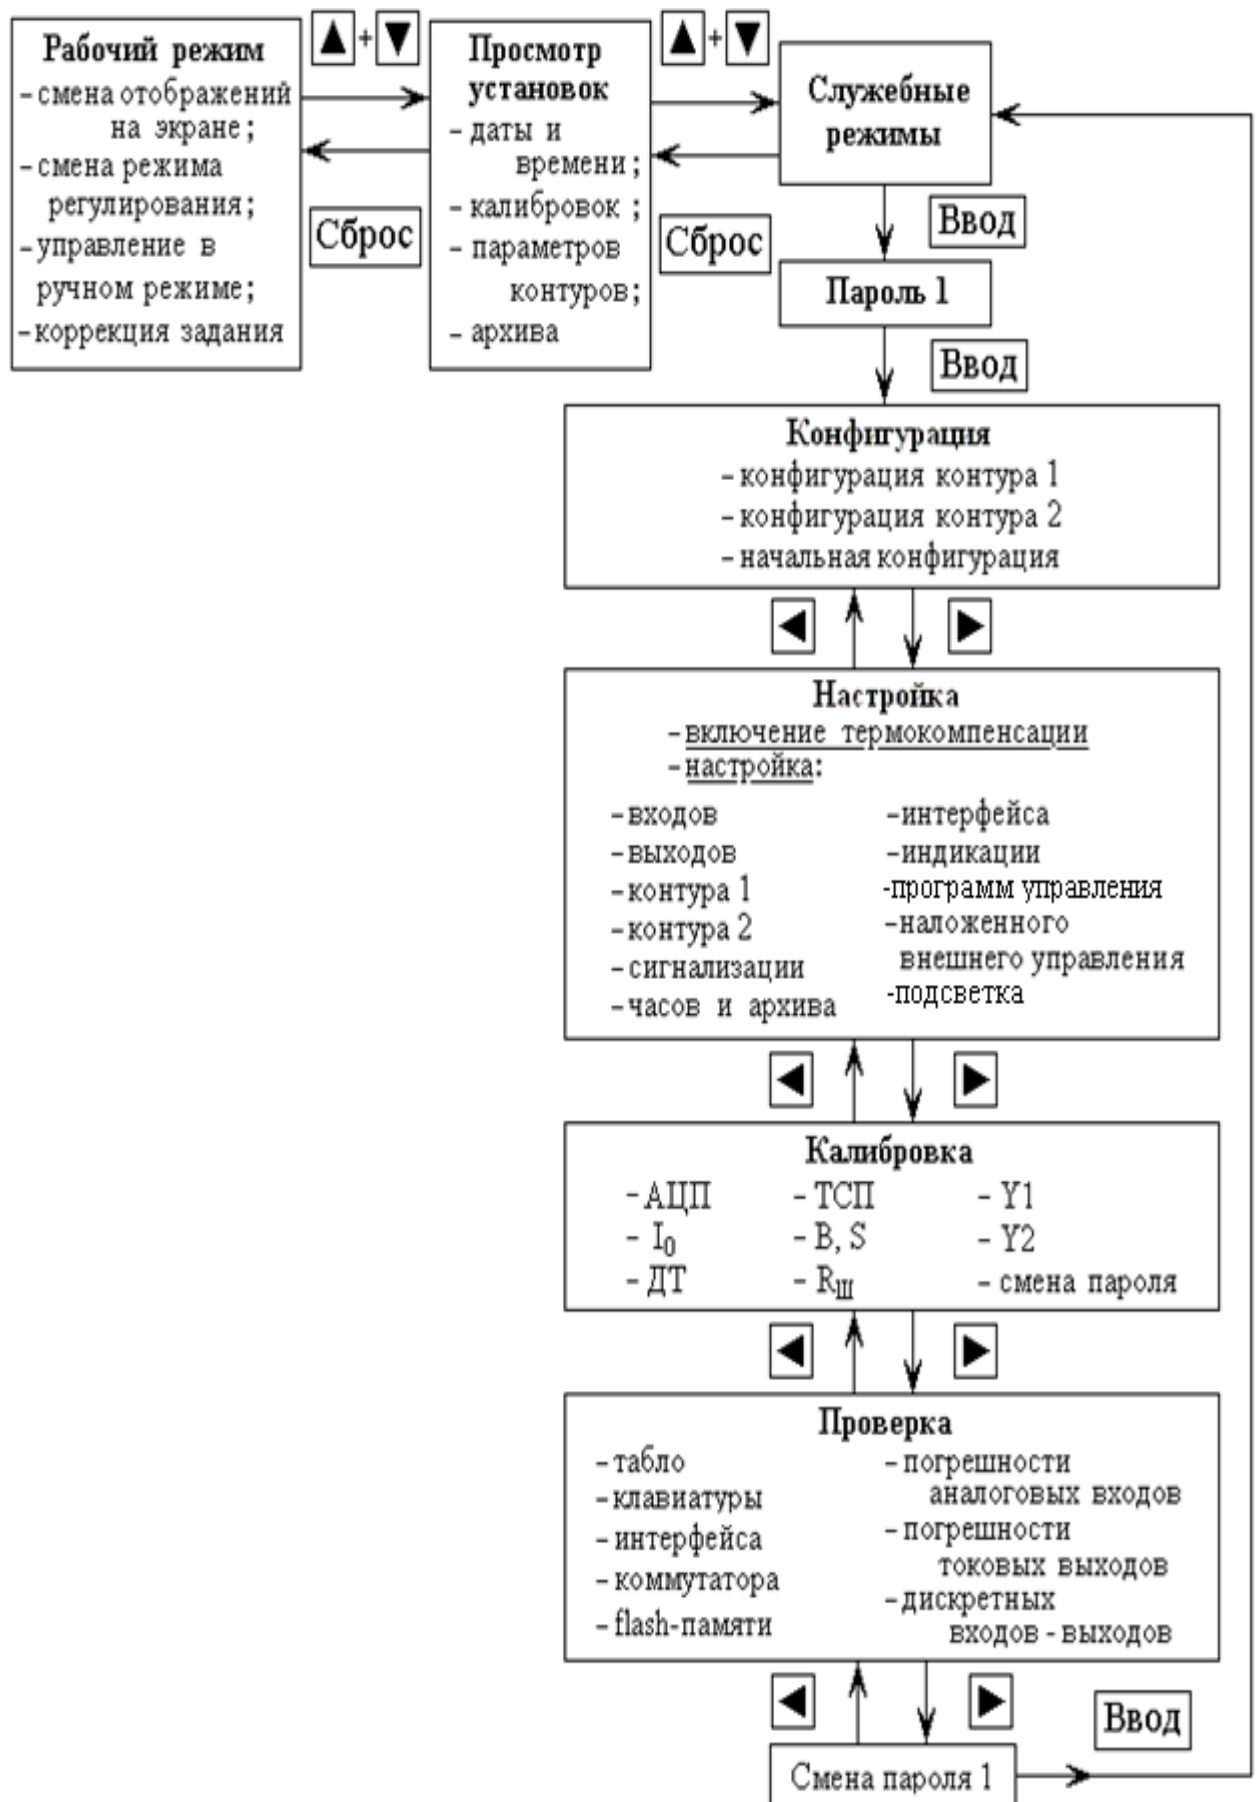 Рабочий режим
– смена отображений
на экране;
– смена режима
регулирования;
– управление в
ручном режиме;
– коррекция задания
▲ + ▼
Сброс
Просмотр
установок
– даты и
времени;
– калибровок ;
– параметров
контуров;
– архива
▲ + ▼
Сброс
Служебные
режимы
Ввод
Пароль 1
Ввод
Конфигурация
– конфигурация контура 1
– конфигурация контура 2
– начальная конфигурация
◀ ▶
Настройка
– включение термокомпенсации
– настройка:
– входов
– выходов
– контура 1
– контура 2
– сигнализации
– часов и архива
– интерфейса
– индикации
-программ управления
– наложенного
внешнего управления
-подсветка
◀ ▶
Калибровка
– АЦП
– I₀
– ДТ
– ТСП
– B, S
– Rш
– Y1
– Y2
– смена пароля
◀ ▶
Проверка
– табло
– клавиатуры
– интерфейса
– коммутатора
– flash-памяти
– погрешности
аналоговых входов
– погрешности
токовых выходов
– дискретных
входов - выходов
◀ ▶
Ввод
Смена пароля 1